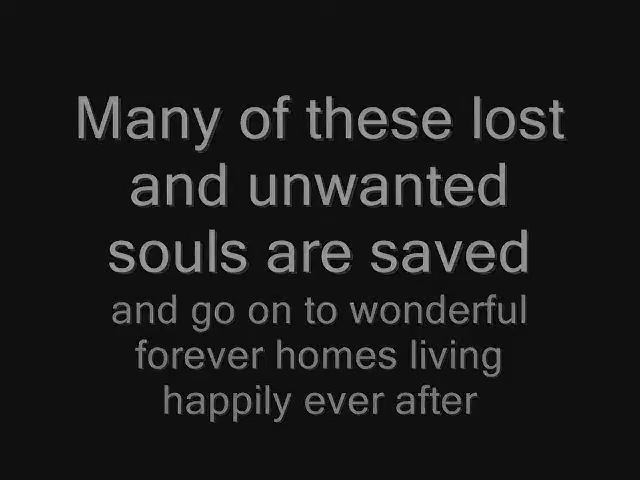 Many of these lost
and unwanted
souls are saved
and go on to wonderful
forever homes living
happily ever after